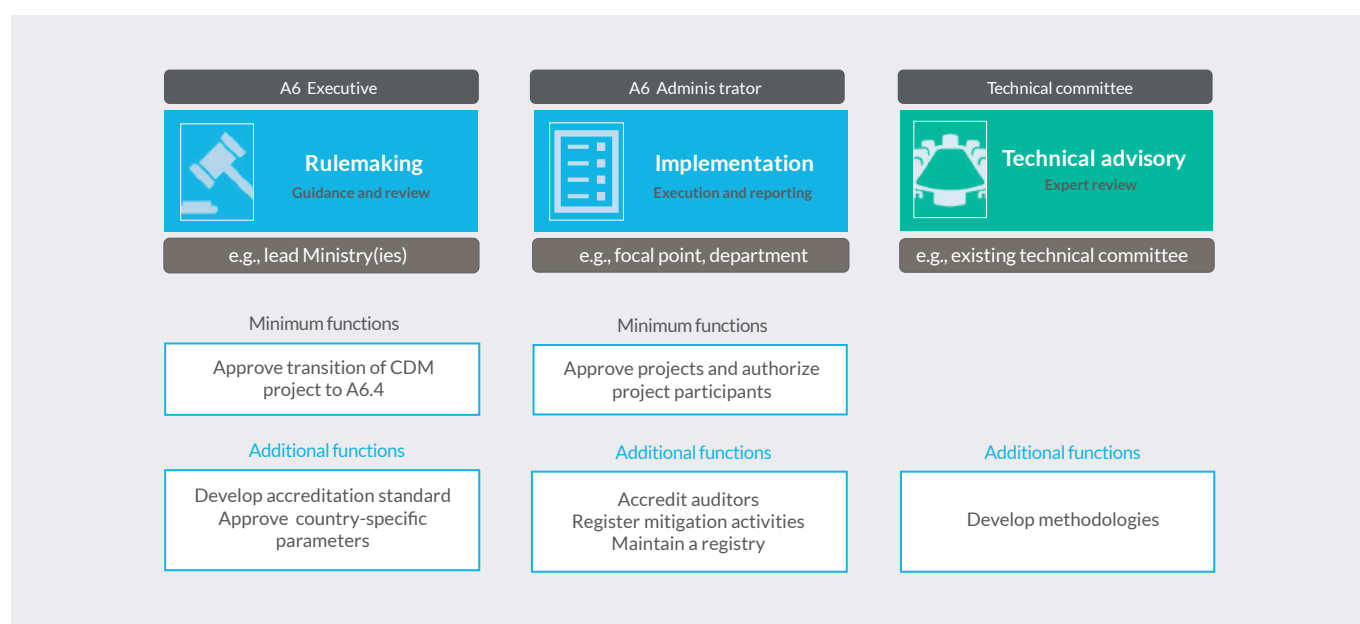 A6 Executive
Rulemaking
Guidance and review
e.g., lead Ministry(ies)
Minimum functions
Approve transition of CDM
project to A6.4
Additional functions
Develop accreditation standard
Approve country-specific
parameters
A6 Adminis trator
Implementation
Execution and reporting
e.g., focal point, department
Minimum functions
Approve projects and authorize
project participants
Additional functions
Accredit auditors
Register mitigation activities
Maintain a registry
Technical committee
Technical advisory
Expert review
e.g., existing technical committee
Additional functions
Develop methodologies